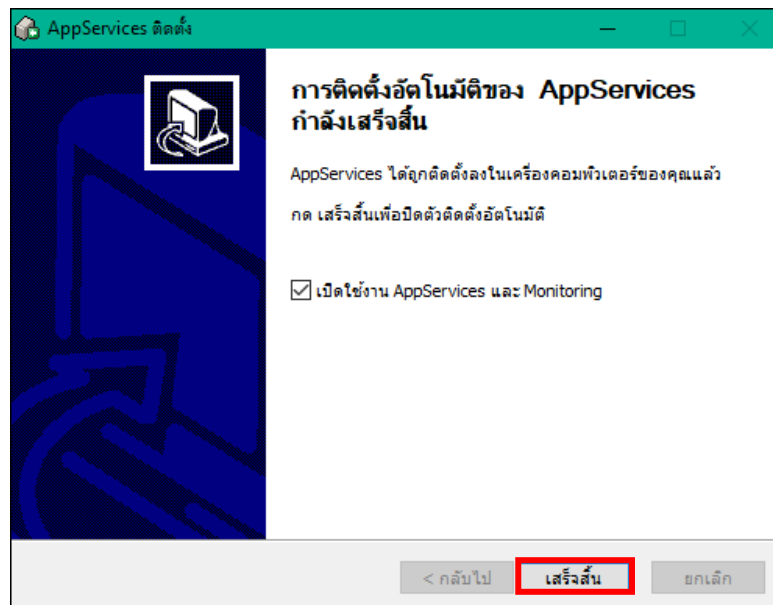 AppServices ติดตั้ง
การติดตั้งอัตโนมัติของ AppServices
กำลังเสร็จสิ้น
AppServices ได้ถูกติดตั้งลงในเครื่องคอมพิวเตอร์ของคุณแล้ว
กด เสร็จสิ้นเพื่อปิดตัวติดตั้งอัตโนมัติ
เปิดใช้งาน AppServices และ Monitoring
< กลับไป เสร็จสิ้น ยกเลิก